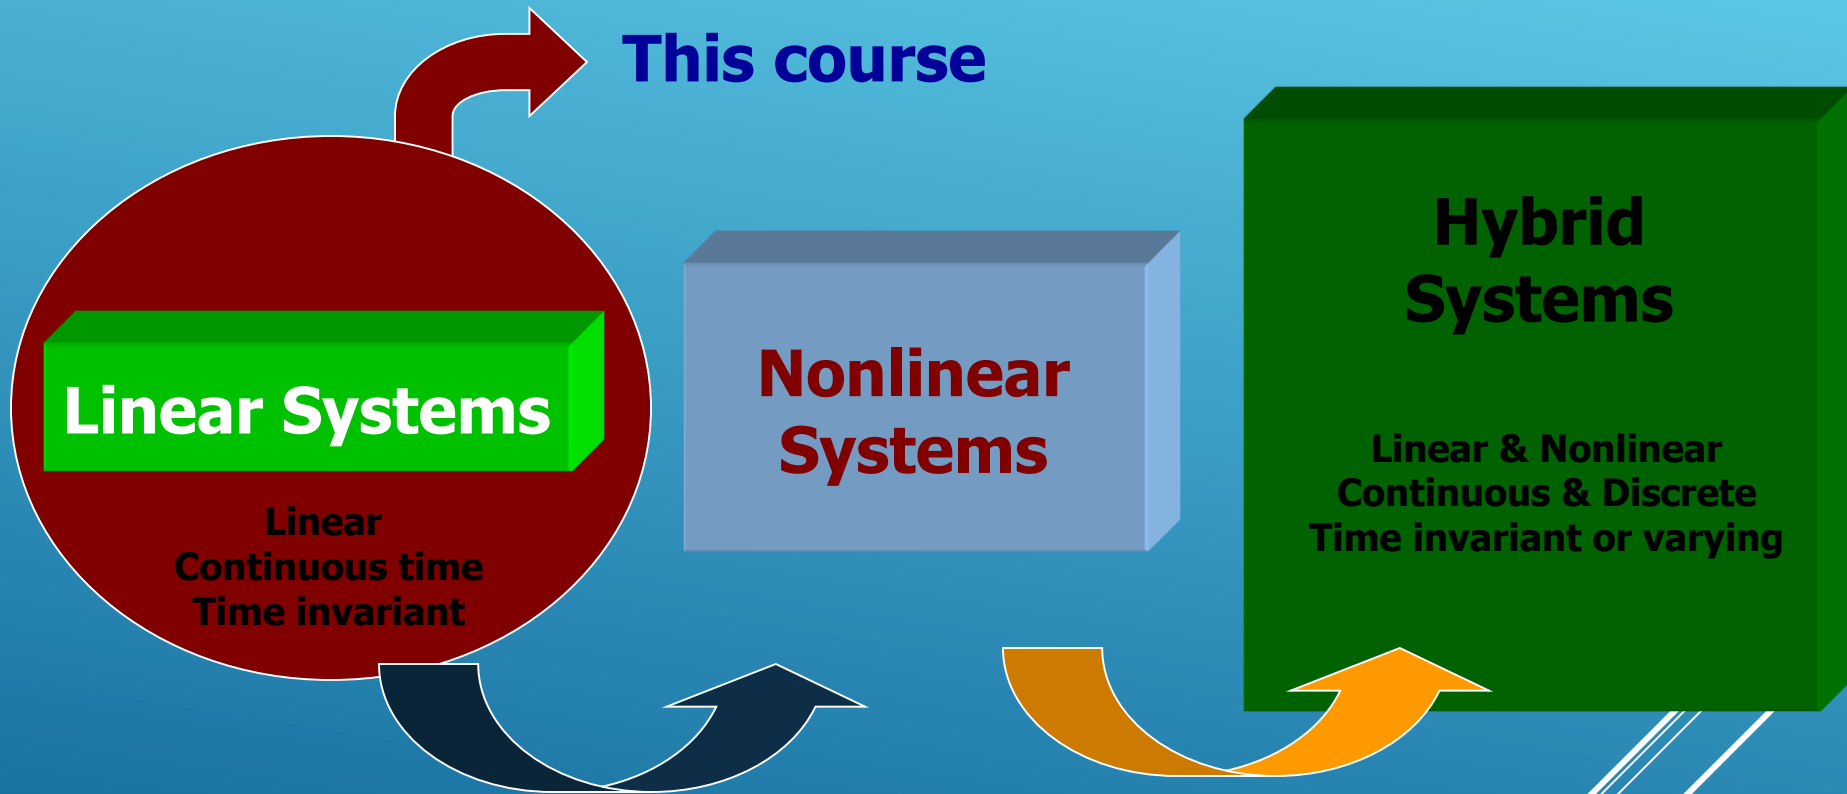 This course
Linear Systems
Linear
Continuous time
Time invariant
Nonlinear
Systems
Hybrid
Systems
Linear & Nonlinear
Continuous & Discrete
Time invariant or varying